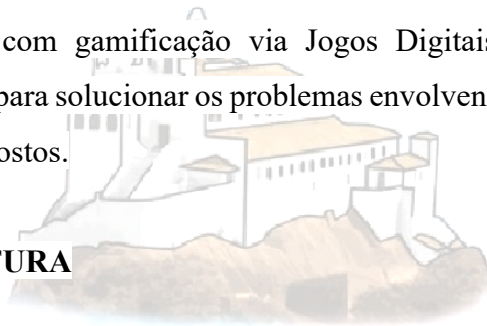 com gamificação via Jogos Digitais
para solucionar os problemas envolven
ostos.
TURA